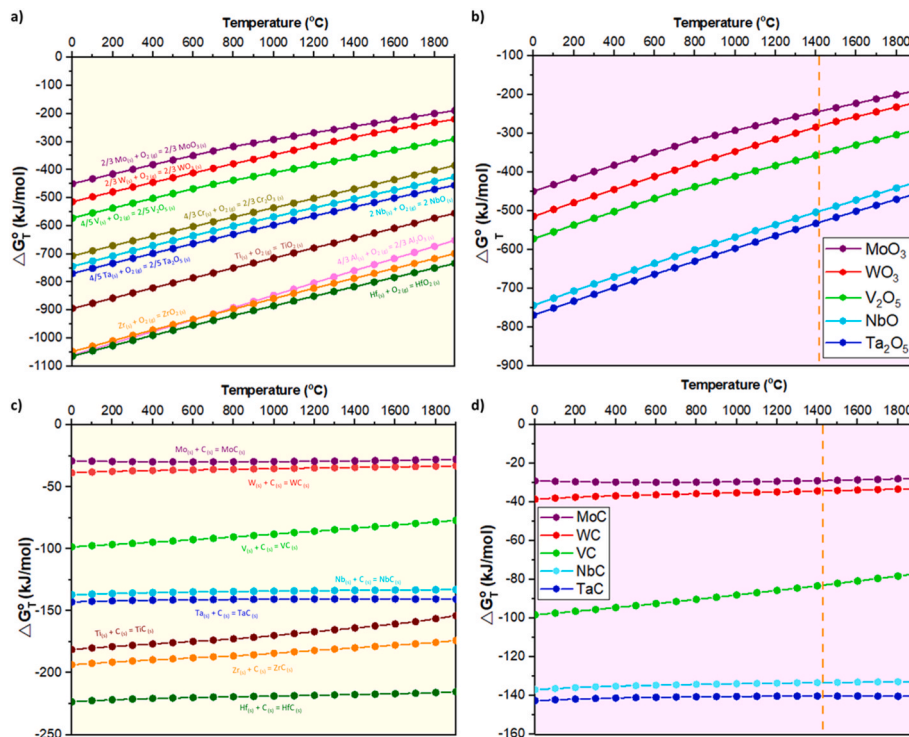 a)
Temperature (°C)
0 200 400 600 800 1000 1200 1400 1600 1800
0
-100
-200
-300
-400
-500
-600
-700
-800
-900
-1000
-1100
△G°T (kJ/mol)
2/3 Mo(s) + O2 (g) = 2/3 MoO3 (s)
2/3 W(s) + O2 (g) = 2/3 WO3 (s)
4/5 V(s) + O2 (g) = 2/5 V2O5 (s)
4/3 Cr(s) + O2 (g) = 2/3 Cr2O3 (s)
2 Nb(s) + O2 (g) = 2 NbO (s)
4/5 Ta(s) + O2 (g) = 2/5 Ta2O5 (s)
Ti(s) + O2 (g) = TiO2 (s)
4/3 Al(s) + O2 (g) = 2/3 Al2O3 (s)
Zr(s) + O2 (g) = ZrO2 (s)
Hf(s) + O2 (g) = HfO2 (s)
b)
Temperature (°C)
0 200 400 600 800 1000 1200 1400 1600 1800
-100
-200
-300
-400
-500
-600
-700
-800
-900
△G°T (kJ/mol)
MoO3
WO3
V2O5
NbO
Ta2O5
c)
Temperature (°C)
0 200 400 600 800 1000 1200 1400 1600 1800
0
-50
-100
-150
-200
-250
△G°T (kJ/mol)
Mo(s) + C(s) = MoC(s)
W(s) + C(s) = WC(s)
V(s) + C(s) = VC(s)
Nb(s) + C(s) = NbC(s)
Ta(s) + C(s) = TaC(s)
Ti(s) + C(s) = TiC(s)
Zr(s) + C(s) = ZrC(s)
Hf(s) + C(s) = HfC(s)
d)
Temperature (°C)
0 200 400 600 800 1000 1200 1400 1600 1800
0
-20
-40
-60
-80
-100
-120
-140
-160
△G°T (kJ/mol)
MoC
WC
VC
NbC
TaC